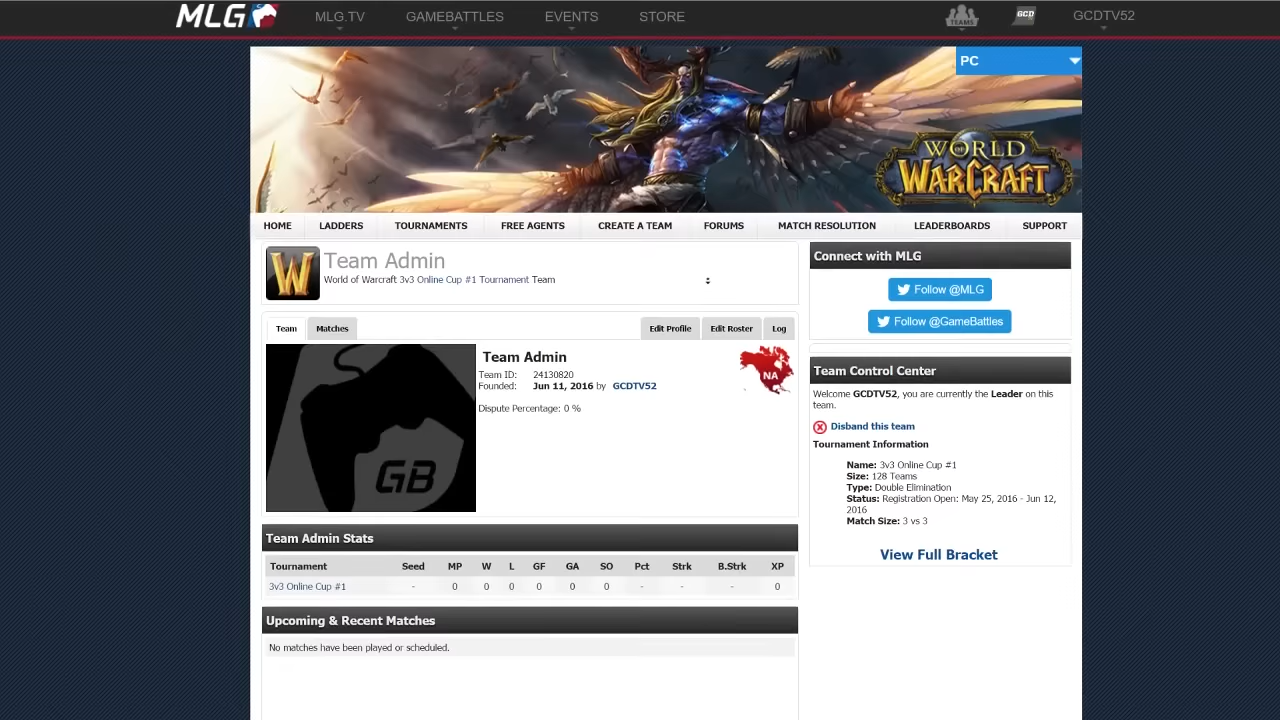 MLG
MLG.TV GAMEBATTLES EVENTS STORE TEAMS GCD GCDTV52
PC
WORLD OF WARCRAFT
HOME LADDERS TOURNAMENTS FREE AGENTS CREATE A TEAM FORUMS MATCH RESOLUTION LEADERBOARDS SUPPORT
W
Team Admin
World of Warcraft 3v3 Online Cup #1 Tournament Team
Team Matches Edit Profile Edit Roster Log
GB
Team Admin
Team ID: 24130820
Founded: Jun 11, 2016 by GCDTV52
Dispute Percentage: 0 %
NA
Team Admin Stats
Tournament Seed MP W L GF GA SO Pct Strk B.Strk XP
3v3 Online Cup #1 - 0 0 0 0 0 0 - - - 0
Upcoming & Recent Matches
No matches have been played or scheduled.
Connect with MLG
Follow @MLG
Follow @GameBattles
Team Control Center
Welcome GCDTV52, you are currently the Leader on this
team.
Disband this team
Tournament Information
Name: 3v3 Online Cup #1
Size: 128 Teams
Type: Double Elimination
Status: Registration Open: May 25, 2016 - Jun 12,
2016
Match Size: 3 vs 3
View Full Bracket